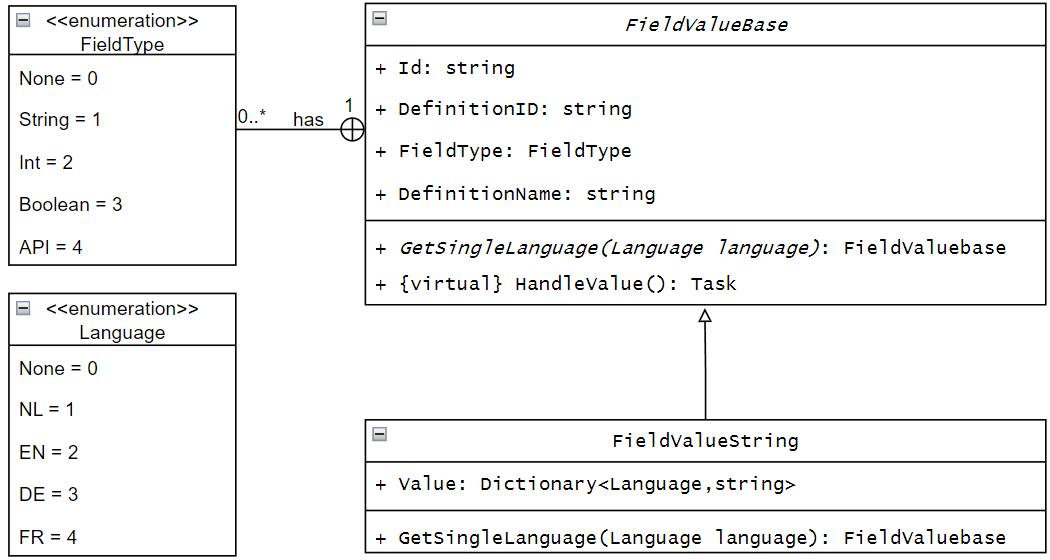 <<enumeration>>
FieldType
None = 0
String = 1
Int = 2
Boolean = 3
API = 4
0..*
has
1
FieldValueBase
+ Id: string
+ DefinitionID: string
+ FieldType: FieldType
+ DefinitionName: string
+ GetSingleLanguage(Language language): FieldValuebase
+ {virtual} HandleValue(): Task
<<enumeration>>
Language
None = 0
NL = 1
EN = 2
DE = 3
FR = 4
FieldValueString
+ Value: Dictionary<Language,string>
+ GetSingleLanguage(Language language): FieldValuebase